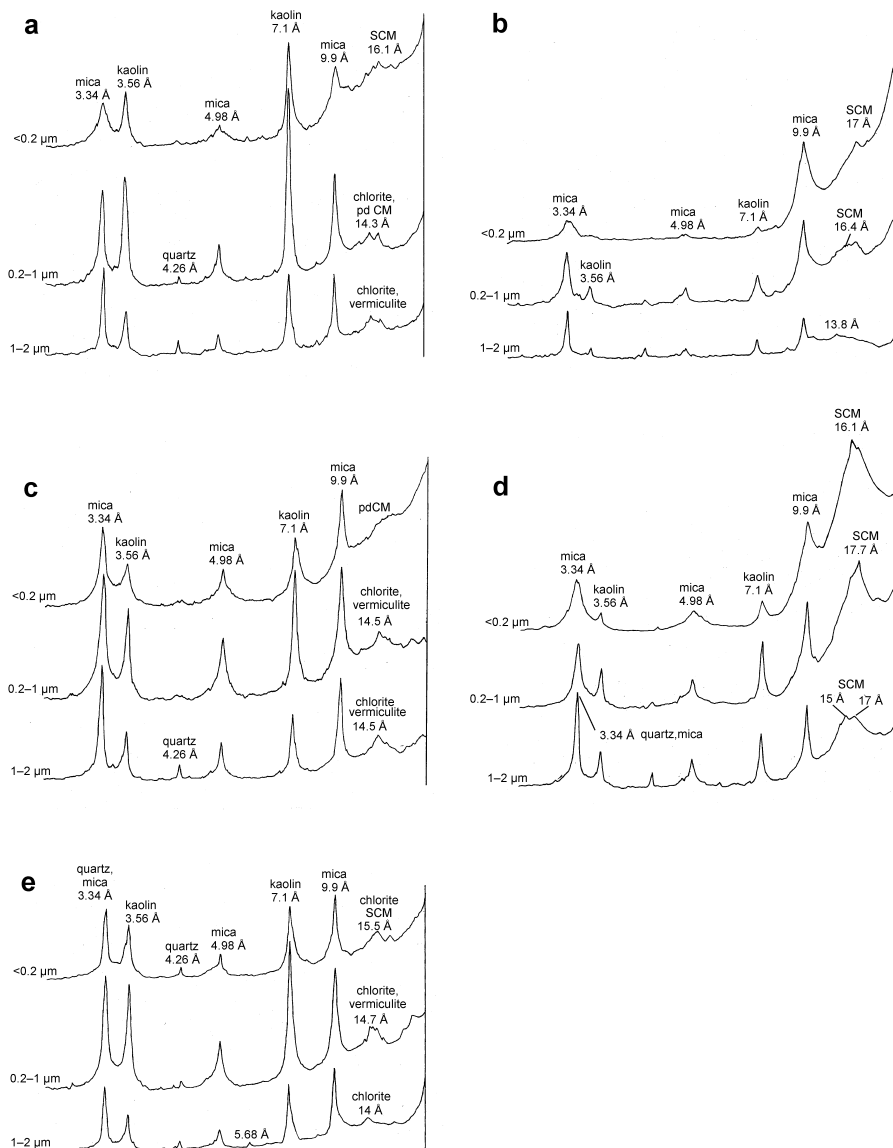 a
mica
3.34 Å
kaolin
3.56 Å
mica
4.98 Å
kaolin
7.1 Å
mica
9.9 Å
SCM
16.1 Å
<0.2 µm
quartz
4.26 Å
chlorite,
pd CM
14.3 Å
0.2–1 µm
chlorite,
vermiculite
1–2 µm
b
mica
3.34 Å
mica
4.98 Å
kaolin
7.1 Å
mica
9.9 Å
SCM
17 Å
<0.2 µm
kaolin
3.56 Å
SCM
16.4 Å
0.2–1 µm
13.8 Å
1–2 µm
c
mica
3.34 Å
kaolin
3.56 Å
mica
4.98 Å
kaolin
7.1 Å
mica
9.9 Å
pdCM
<0.2 µm
chlorite,
vermiculite
14.5 Å
0.2–1 µm
quartz
4.26 Å
chlorite
vermiculite
14.5 Å
1–2 µm
d
mica
3.34 Å
kaolin
3.56 Å
mica
4.98 Å
kaolin
7.1 Å
mica
9.9 Å
SCM
16.1 Å
<0.2 µm
SCM
17.7 Å
0.2–1 µm
3.34 Å quartz,mica
SCM
15 Å 17 Å
1–2 µm
e
quartz,
mica
3.34 Å
kaolin
3.56 Å
quartz
4.26 Å
mica
4.98 Å
kaolin
7.1 Å
mica
9.9 Å
chlorite
SCM
15.5 Å
<0.2 µm
chlorite,
vermiculite
14.7 Å
0.2–1 µm
5.68 Å
chlorite
14 Å
1–2 µm